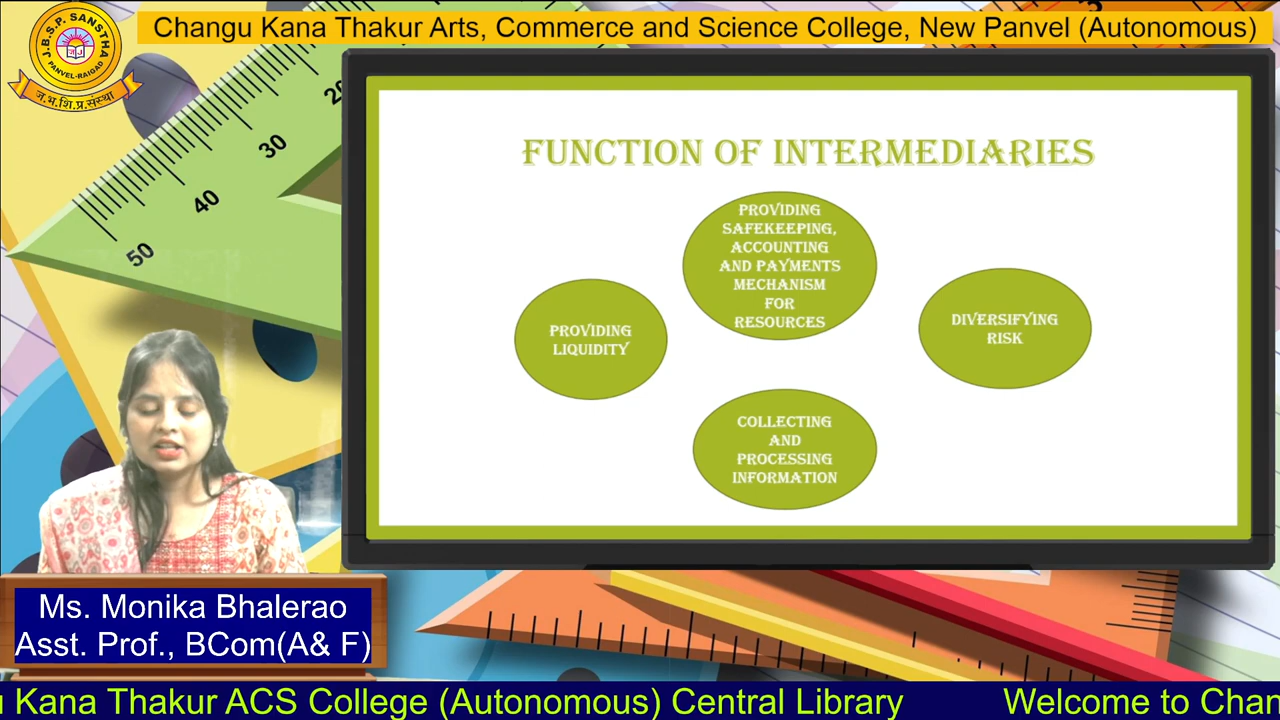 Changu Kana Thakur Arts, Commerce and Science College, New Panvel (Autonomous)
J.B.S.P. SANSTHA
PANVEL-RAIGAD
ज.भ.शि.प्र.संस्था
20
30
40
50
FUNCTION OF INTERMEDIARIES
PROVIDING
SAFEKEEPING,
ACCOUNTING
AND PAYMENTS
MECHANISM
FOR
RESOURCES
PROVIDING
LIQUIDITY
DIVERSIFYING
RISK
COLLECTING
AND
PROCESSING
INFORMATION
Ms. Monika Bhalerao
Asst. Prof., BCom(A& F)
Kana Thakur ACS College (Autonomous) Central Library Welcome to Chan